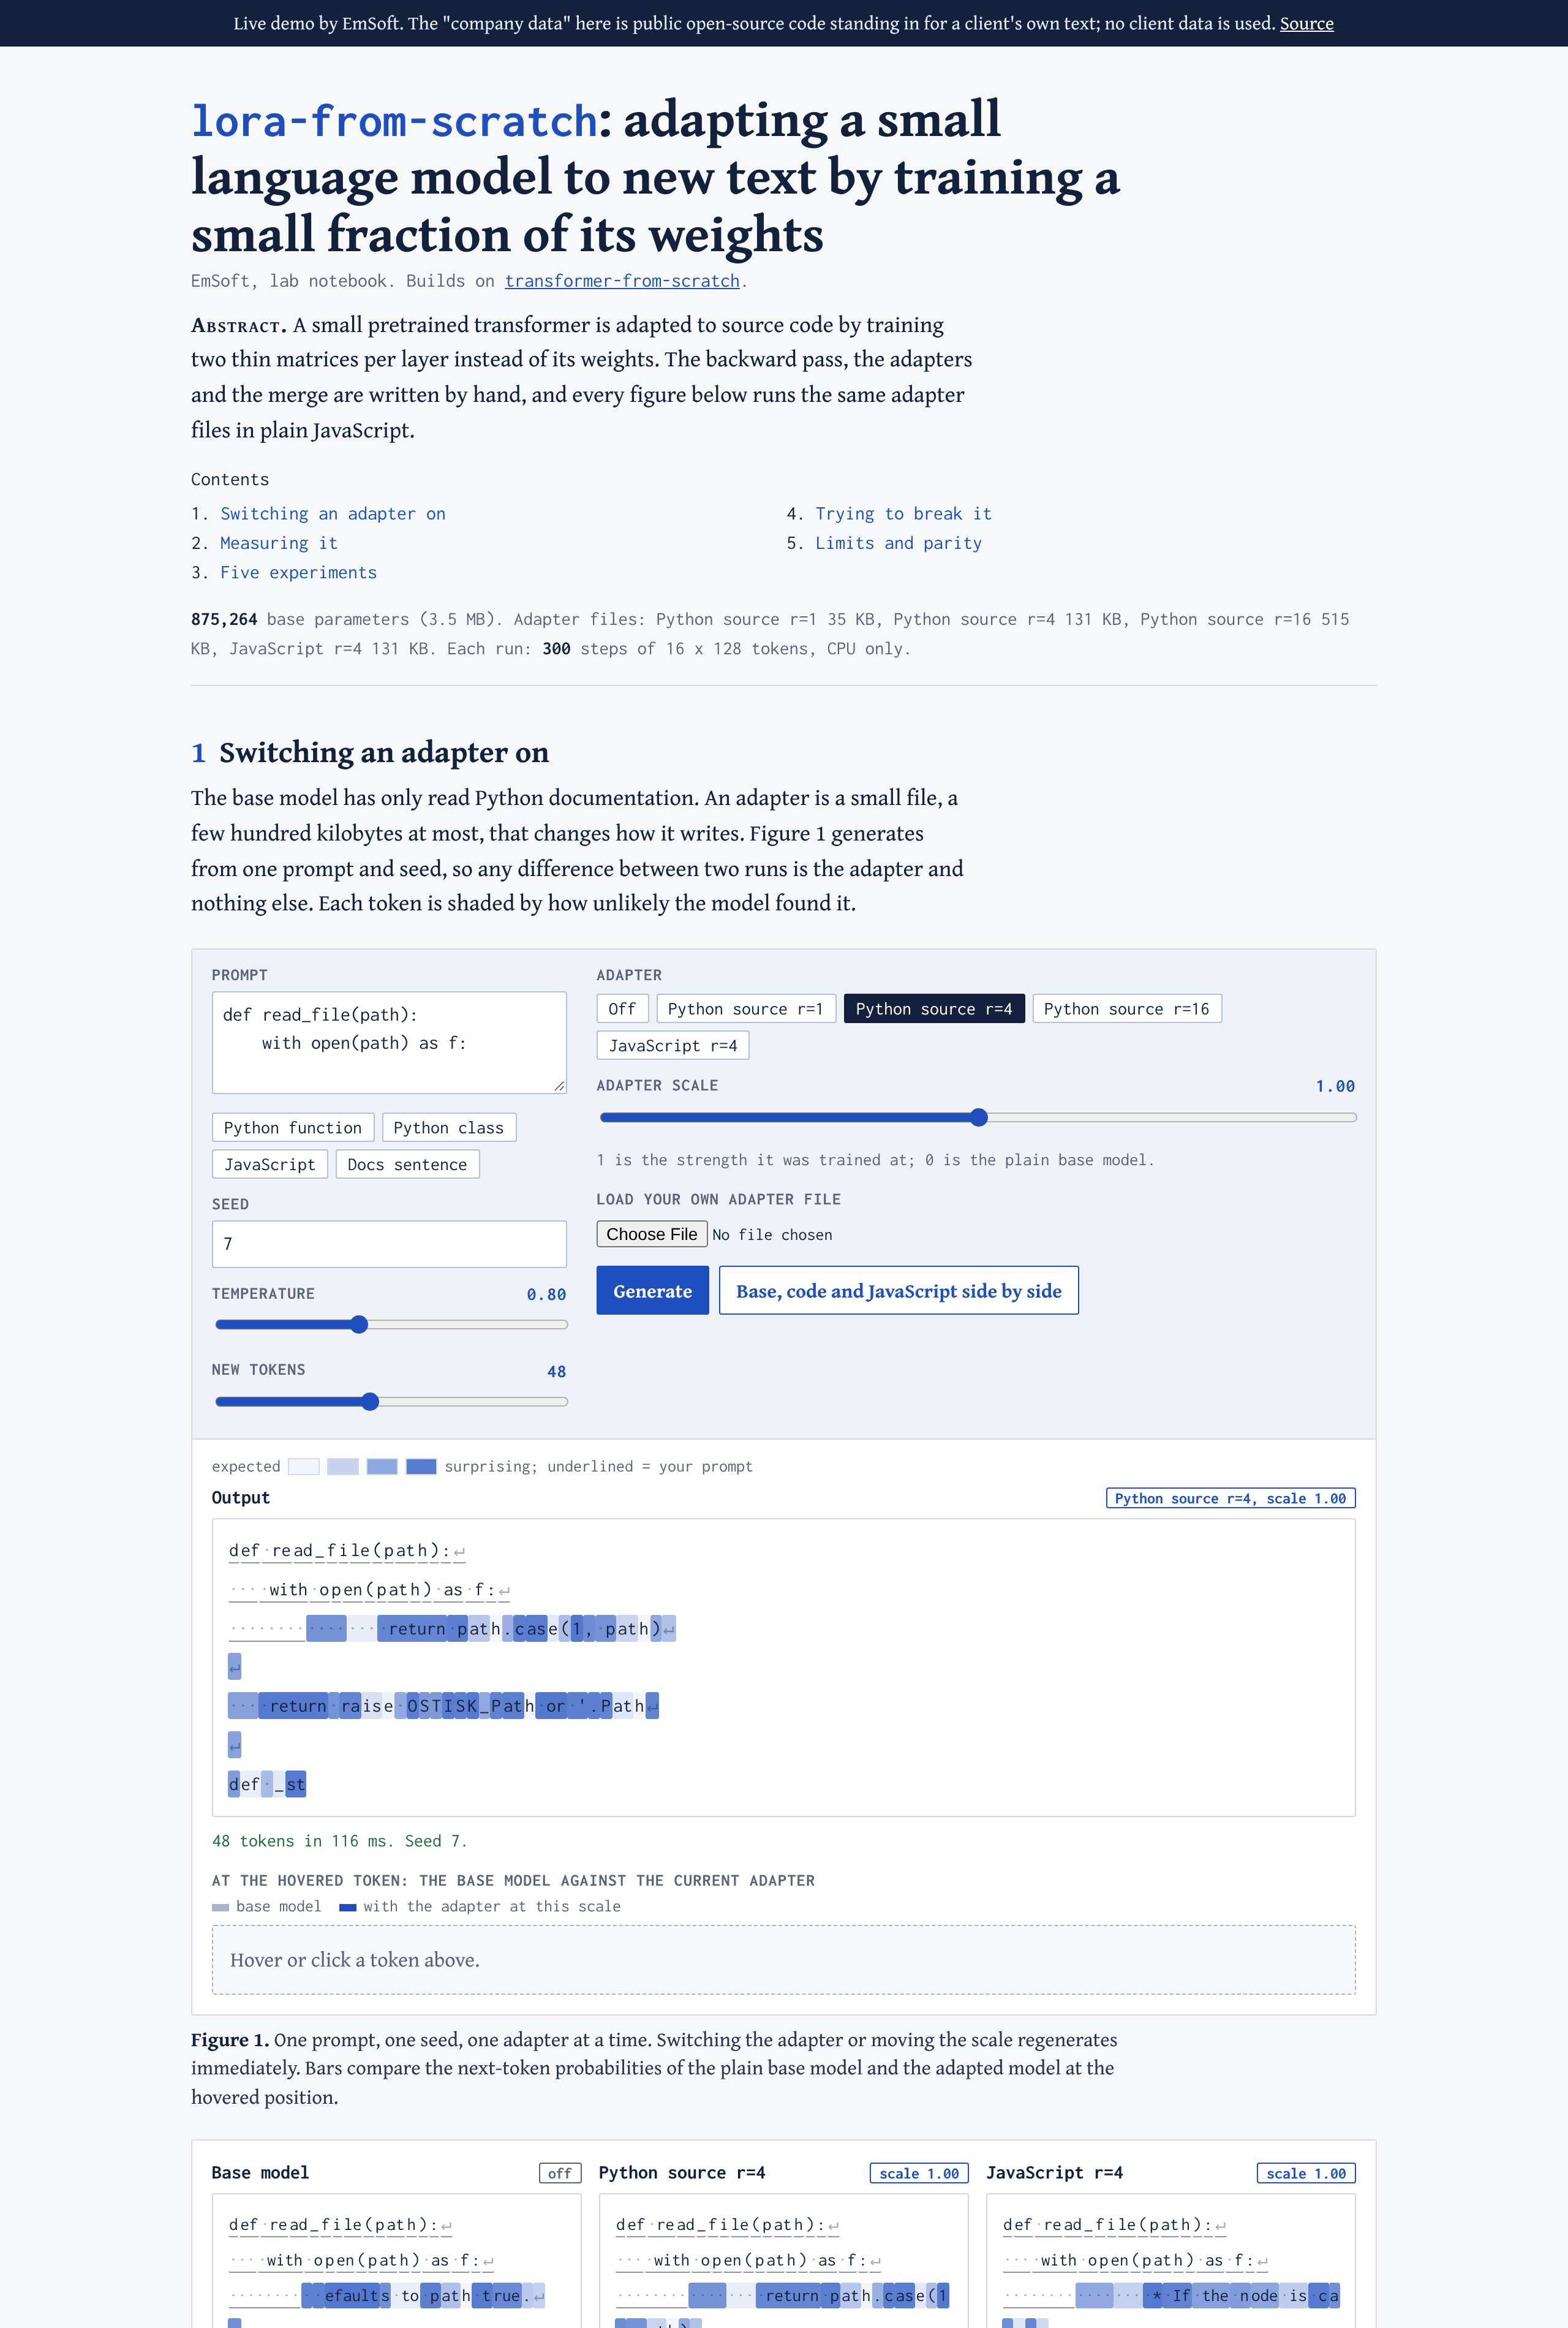 Live demo by EmSoft. The "company data" here is public open-source code standing in for a client's own text; no client data is used. Source
lora-from-scratch: adapting a small
language model to new text by training a
small fraction of its weights
EmSoft, lab notebook. Builds on transformer-from-scratch.
Abstract. A small pretrained transformer is adapted to source code by training
two thin matrices per layer instead of its weights. The backward pass, the adapters
and the merge are written by hand, and every figure below runs the same adapter
files in plain JavaScript.
Contents
1. Switching an adapter on
2. Measuring it
3. Five experiments
4. Trying to break it
5. Limits and parity
875,264 base parameters (3.5 MB). Adapter files: Python source r=1 35 KB, Python source r=4 131 KB, Python source r=16 515
KB, JavaScript r=4 131 KB. Each run: 300 steps of 16 x 128 tokens, CPU only.
1 Switching an adapter on
The base model has only read Python documentation. An adapter is a small file, a
few hundred kilobytes at most, that changes how it writes. Figure 1 generates
from one prompt and seed, so any difference between two runs is the adapter and
nothing else. Each token is shaded by how unlikely the model found it.
PROMPT
def read_file(path):
    with open(path) as f:
Python function Python class
JavaScript Docs sentence
SEED
7
TEMPERATURE 0.80
NEW TOKENS 48
ADAPTER
Off Python source r=1 Python source r=4 Python source r=16
JavaScript r=4
ADAPTER SCALE 1.00
1 is the strength it was trained at; 0 is the plain base model.
LOAD YOUR OWN ADAPTER FILE
Choose File No file chosen
Generate Base, code and JavaScript side by side
expected surprising; underlined = your prompt
Output Python source r=4, scale 1.00
def·read_file(path):↵
····with·open(path)·as·f:↵
················return·path.case(1,·path)↵
↵
····return·raise·OSTISK_Path·or·'.Path↵
↵
def·_st
48 tokens in 116 ms. Seed 7.
AT THE HOVERED TOKEN: THE BASE MODEL AGAINST THE CURRENT ADAPTER
base model with the adapter at this scale
Hover or click a token above.
Figure 1. One prompt, one seed, one adapter at a time. Switching the adapter or moving the scale regenerates
immediately. Bars compare the next-token probabilities of the plain base model and the adapted model at the
hovered position.
Base model off
def·read_file(path):↵
····with·open(path)·as·f:↵
··········efaults·to·path·true.↵
Python source r=4 scale 1.00
def·read_file(path):↵
····with·open(path)·as·f:↵
················return·path.case(1
JavaScript r=4 scale 1.00
def·read_file(path):↵
····with·open(path)·as·f:↵
················*·If·the·node·is·ca